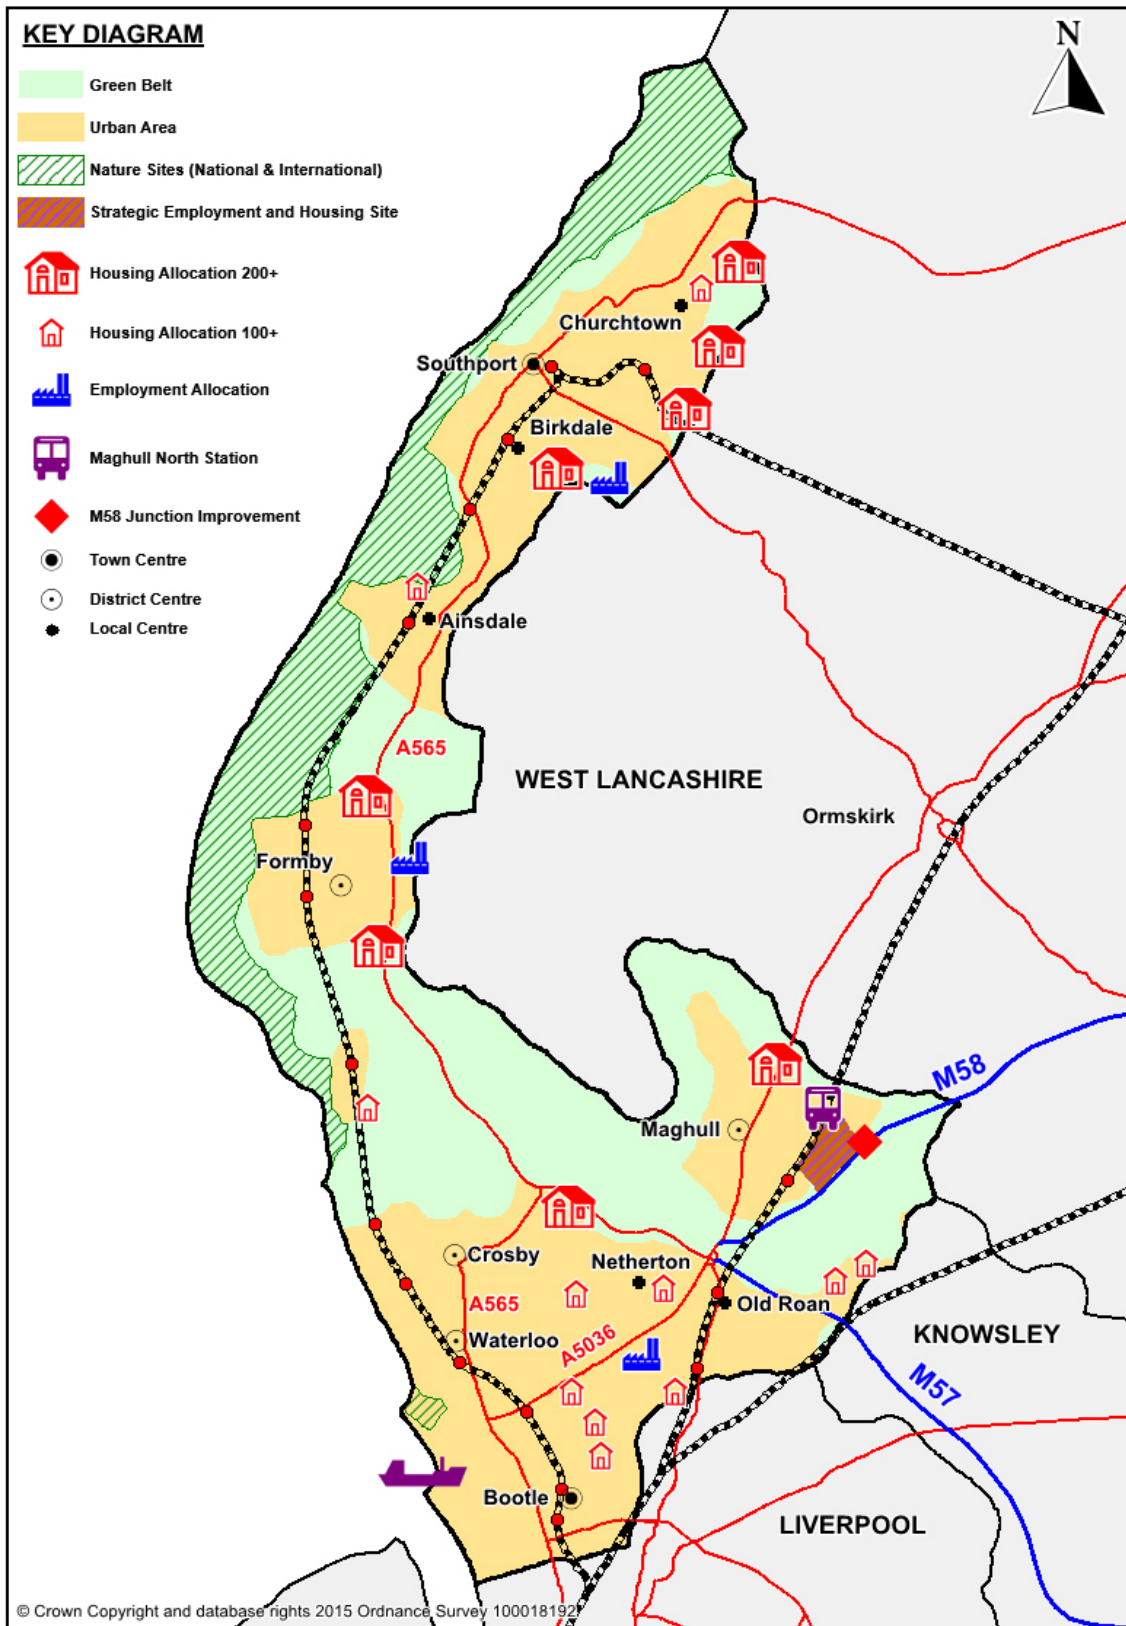 KEY DIAGRAM
Green Belt
Urban Area
Nature Sites (National & International)
Strategic Employment and Housing Site
Housing Allocation 200+
Housing Allocation 100+
Employment Allocation
Maghull North Station
M58 Junction Improvement
Town Centre
District Centre
Local Centre
N
Churchtown
Southport
Birkdale
Ainsdale
A565
WEST LANCASHIRE
Ormskirk
Formby
M58
Maghull
Crosby
Netherton
A565
Old Roan
Waterloo
A5036
KNOWSLEY
M57
Bootle
LIVERPOOL
© Crown Copyright and database rights 2015 Ordnance Survey 100018192